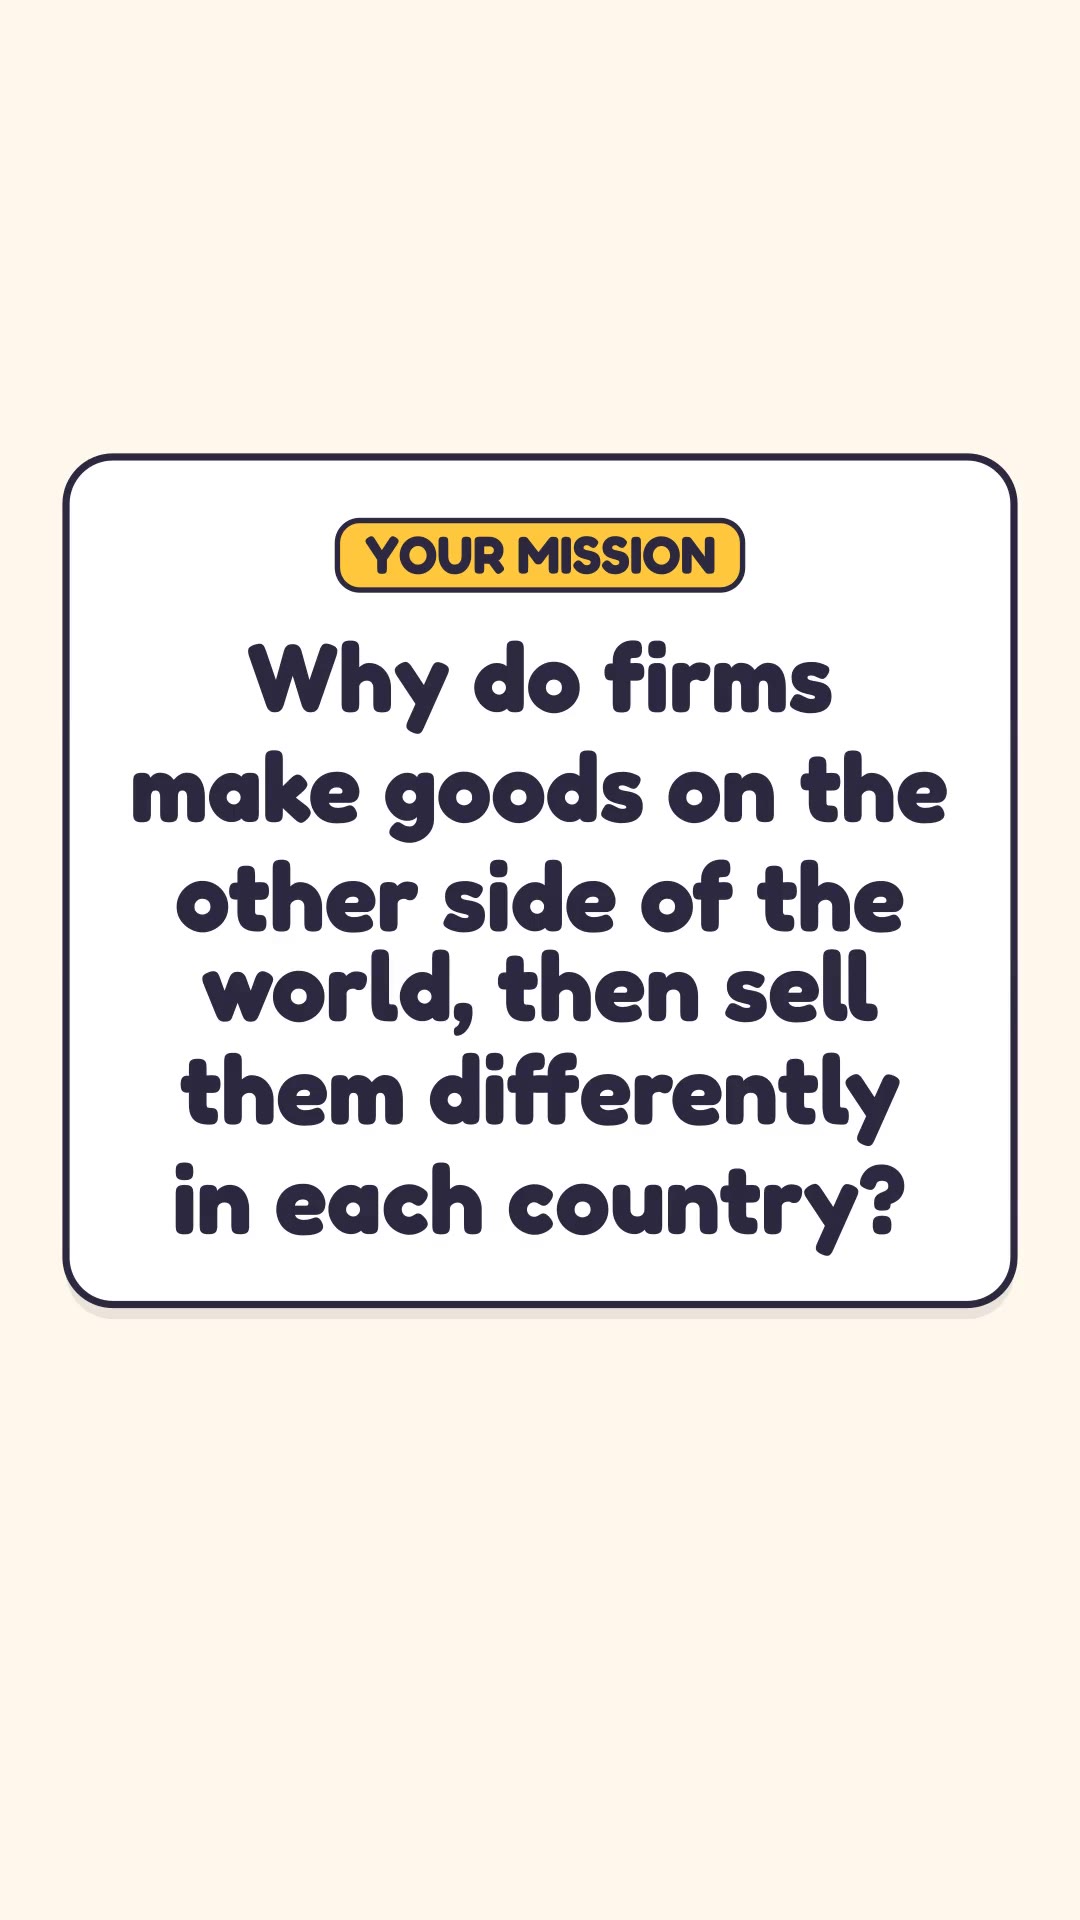 YOUR MISSION
Why do firms
make goods on the
other side of the
world, then sell
them differently
in each country?